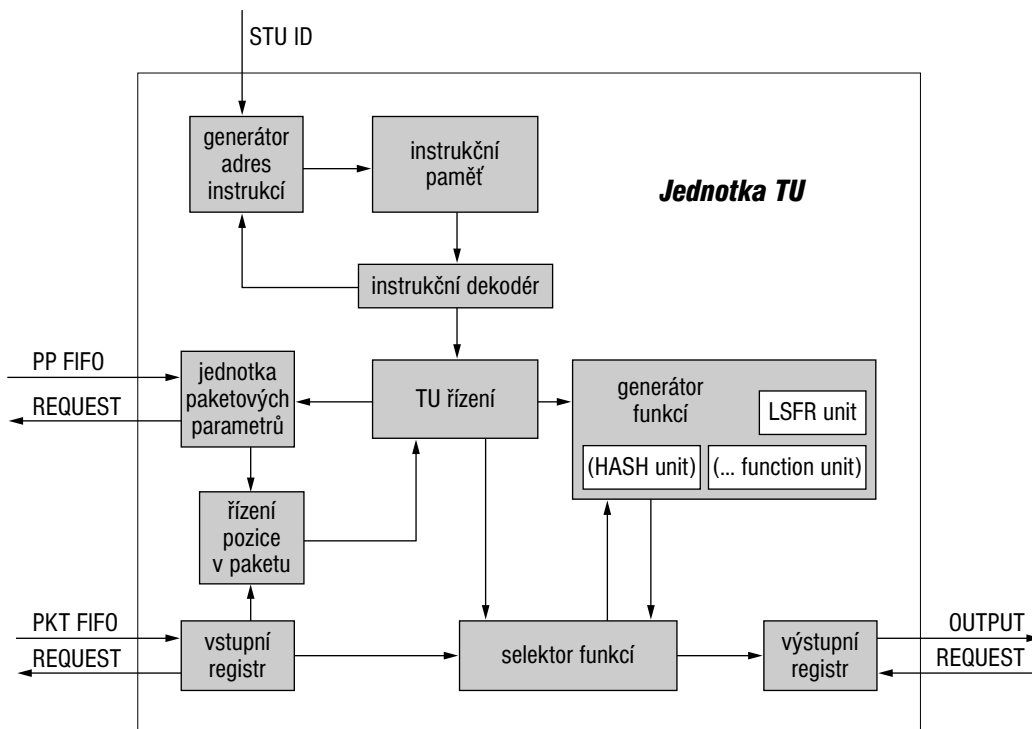 STU ID
generátor
adres
instrukcí
instrukční
paměť
Jednotka TU
instrukční dekodér
PP FIFO
REQUEST
jednotka
paketových
parametrů
TU řízení
generátor
funkcí
LSFR unit
(HASH unit)
(... function unit)
řízení
pozice
v paketu
PKT FIFO
REQUEST
vstupní
registr
selektor funkcí
výstupní
registr
OUTPUT
REQUEST